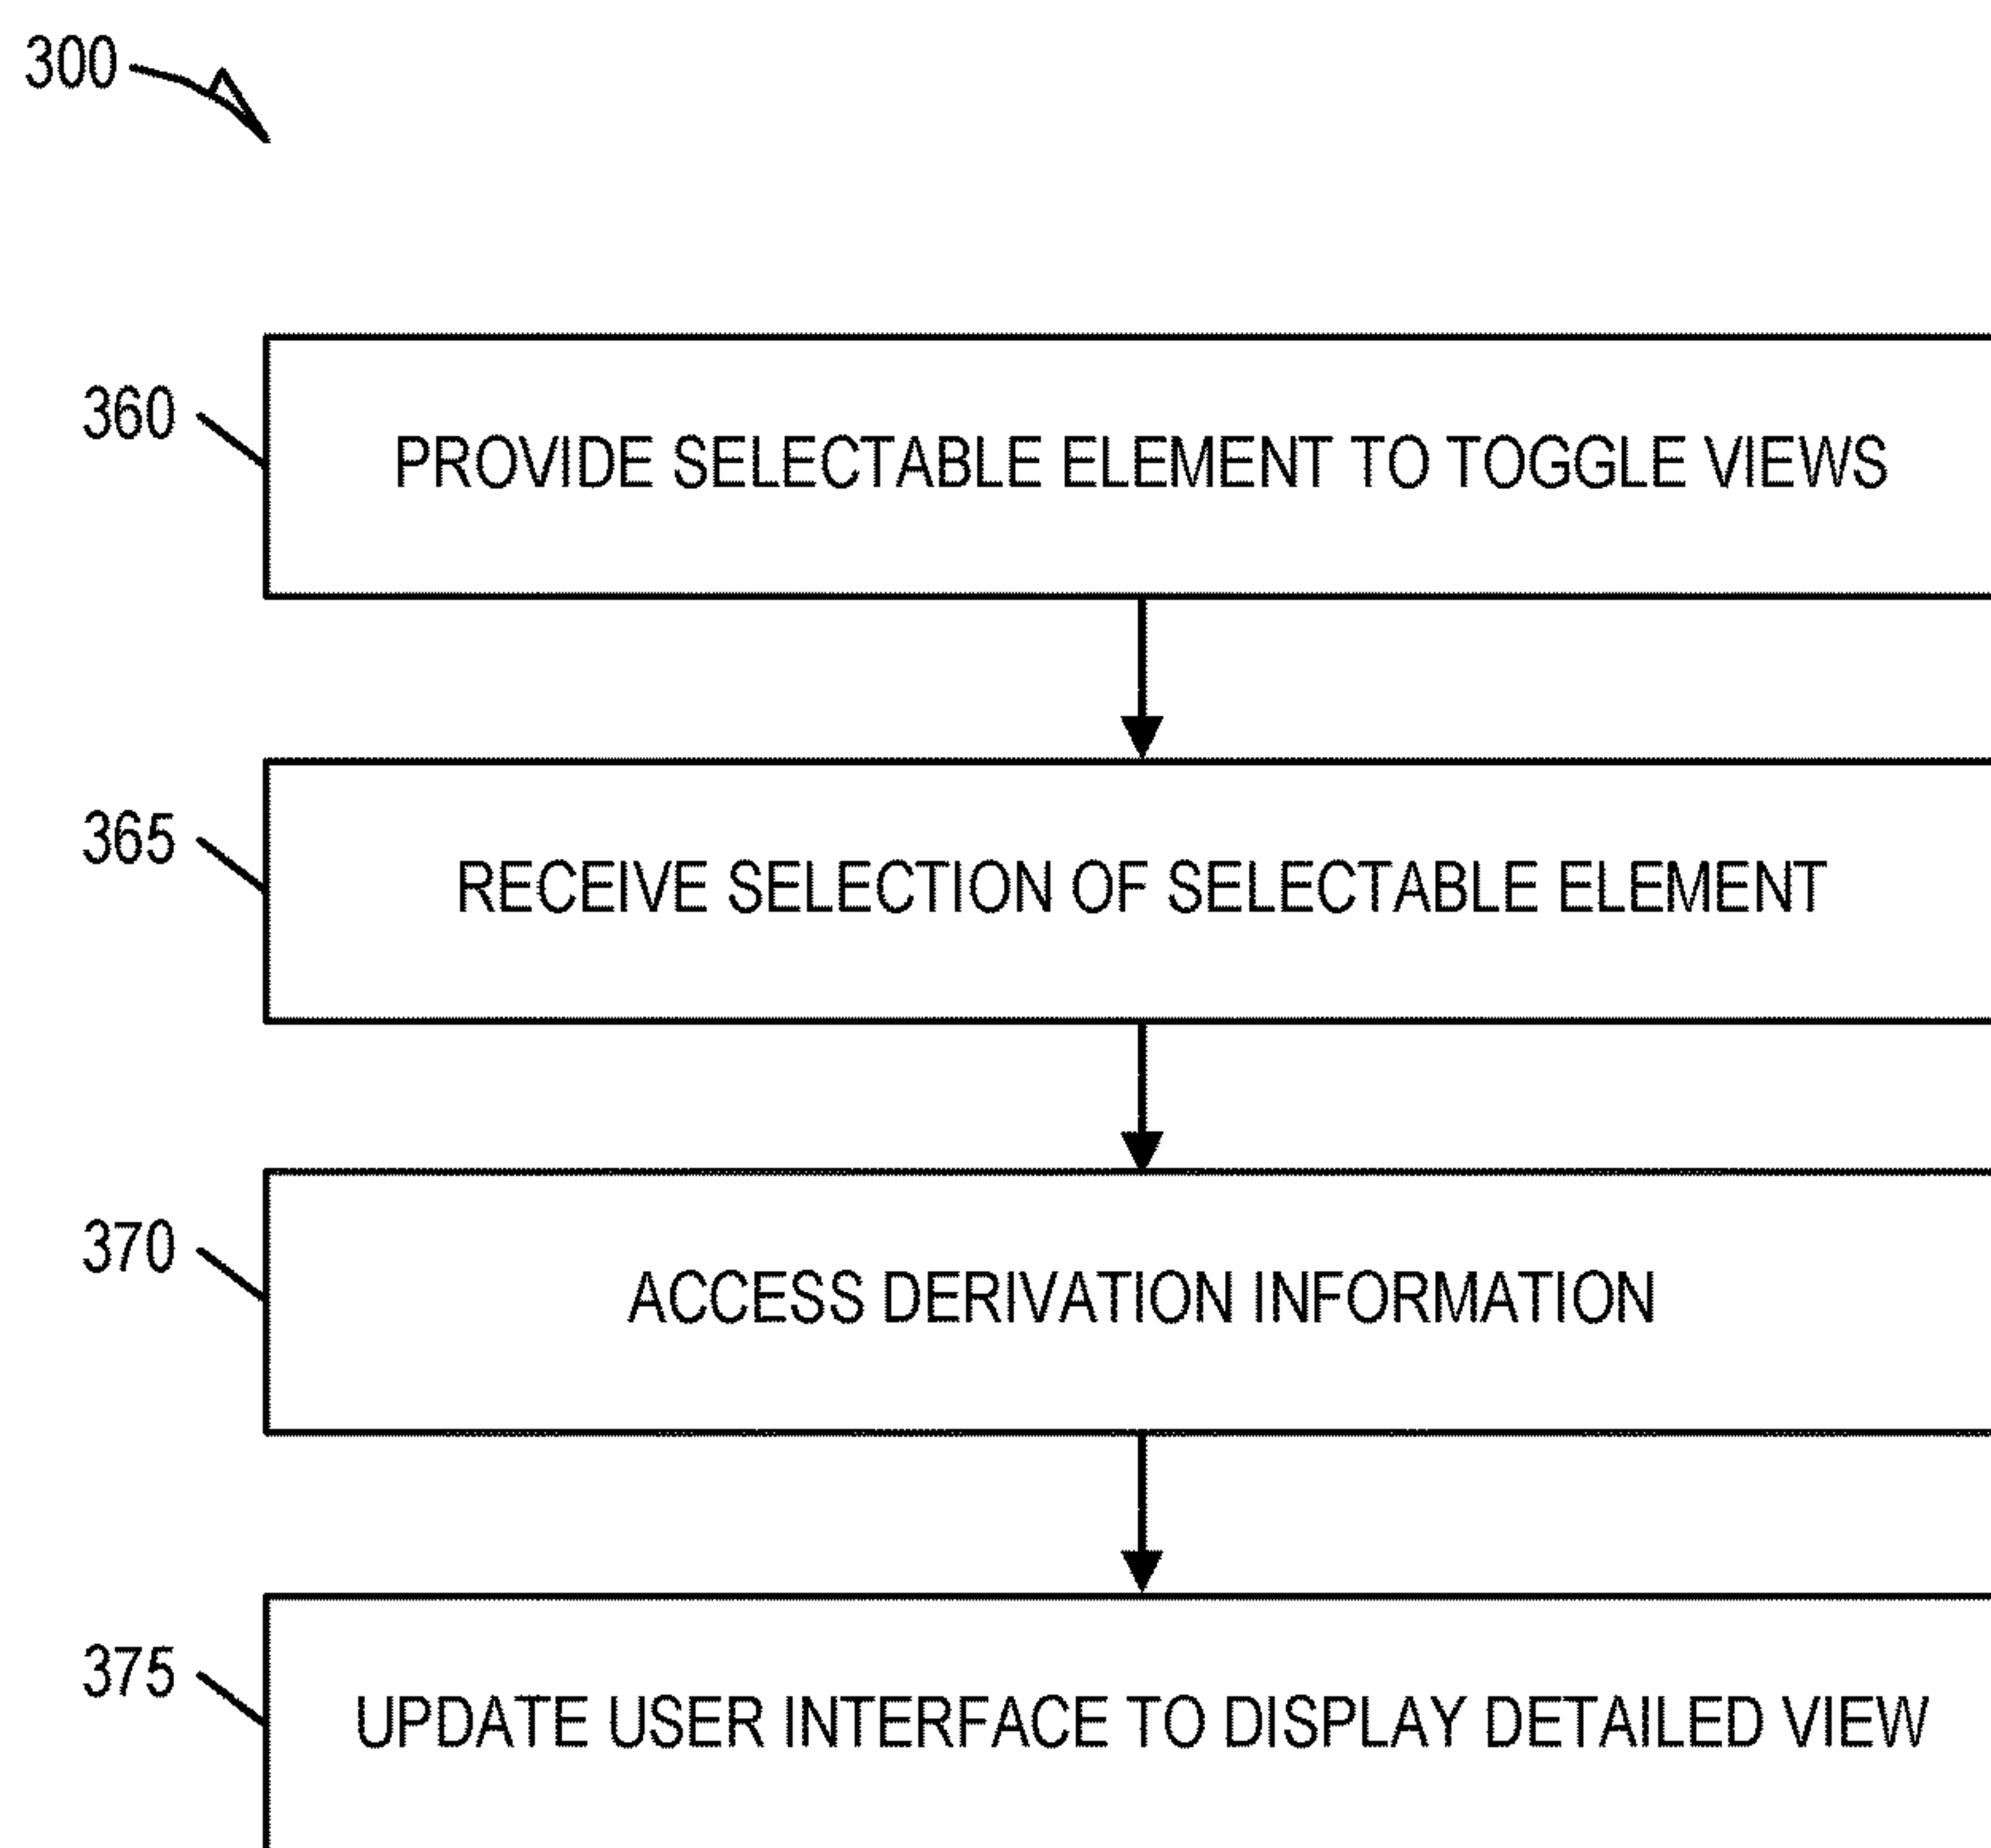 300
360
PROVIDE SELECTABLE ELEMENT TO TOGGLE VIEWS
365
RECEIVE SELECTION OF SELECTABLE ELEMENT
370
ACCESS DERIVATION INFORMATION
375
UPDATE USER INTERFACE TO DISPLAY DETAILED VIEW